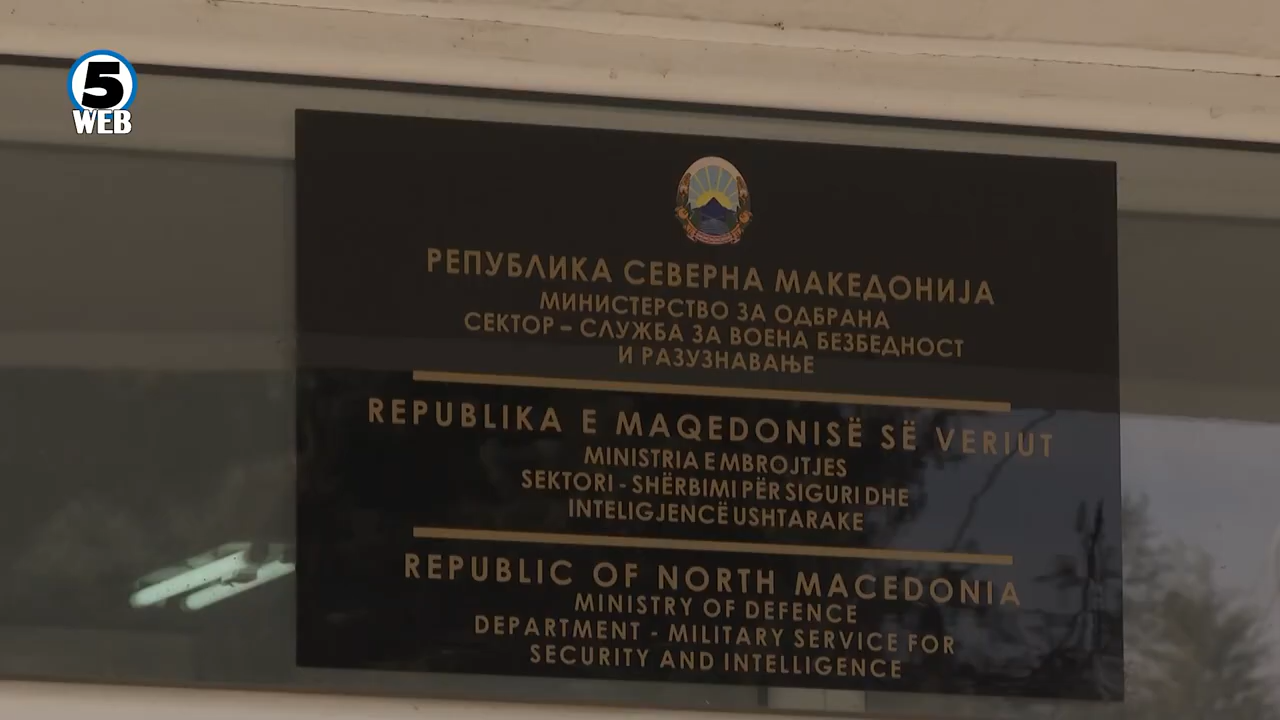 5
WEB
РЕПУБЛИКА СЕВЕРНА МАКЕДОНИЈА
МИНИСТЕРСТВО ЗА ОДБРАНА
СЕКТОР – СЛУЖБА ЗА ВОЕНА БЕЗБЕДНОСТ
И РАЗУЗНАВАЊЕ
REPUBLIKA E MAQEDONISË SË VERIUT
MINISTRIA E MBROJTJES
SEKTORI - SHËRBIMI PËR SIGURI DHE
INTELIGJENCË USHTARAKE
REPUBLIC OF NORTH MACEDONIA
MINISTRY OF DEFENCE
DEPARTMENT - MILITARY SERVICE FOR
SECURITY AND INTELLIGENCE